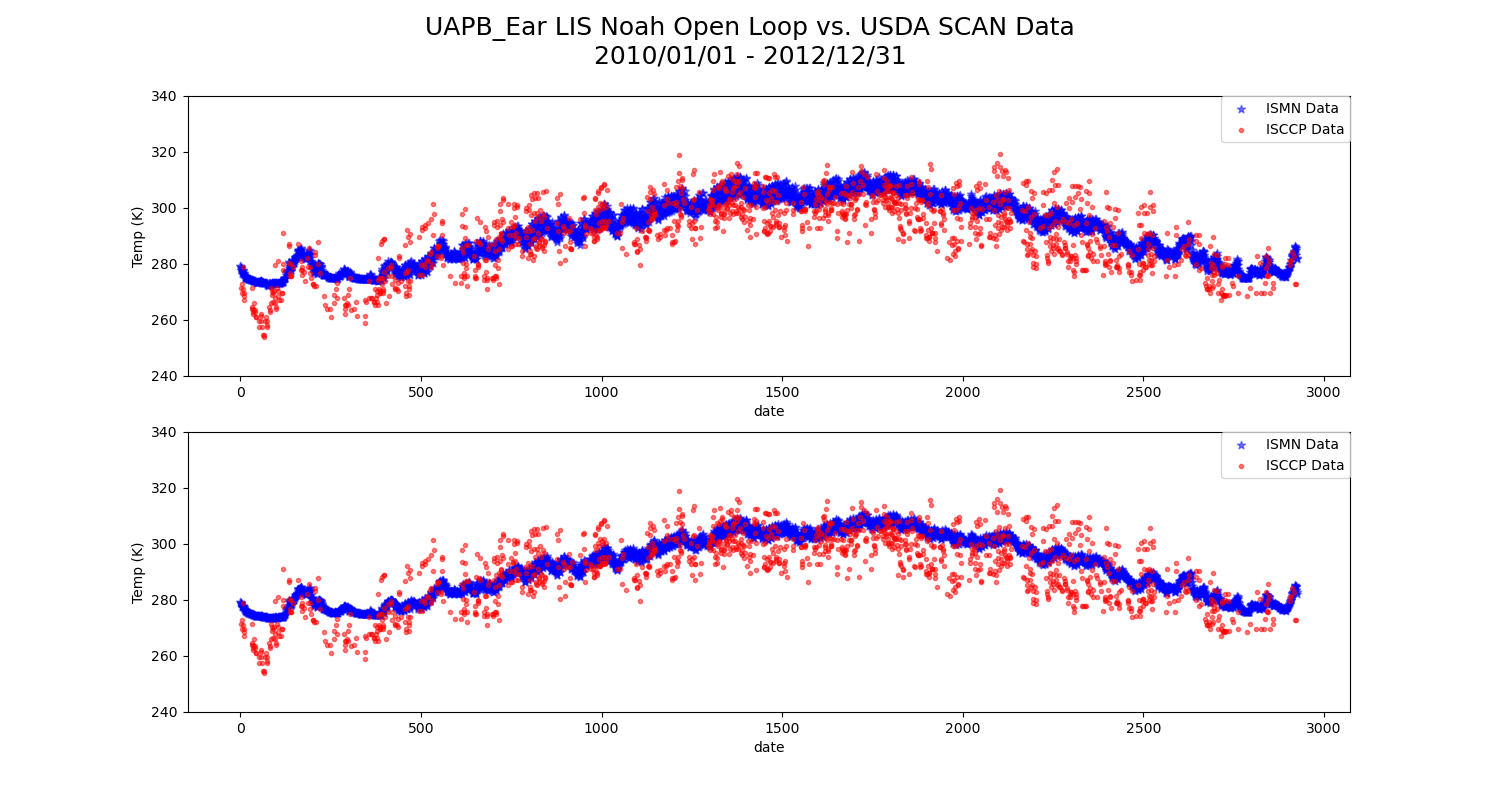 UAPB_Ear LIS Noah Open Loop vs. USDA SCAN Data
2010/01/01 - 2012/12/31
340
320
300
280
260
240
Temp (K)
ISMN Data
ISCCP Data
0 500 1000 1500 2000 2500 3000
date
340
320
300
280
260
240
Temp (K)
ISMN Data
ISCCP Data
0 500 1000 1500 2000 2500 3000
date